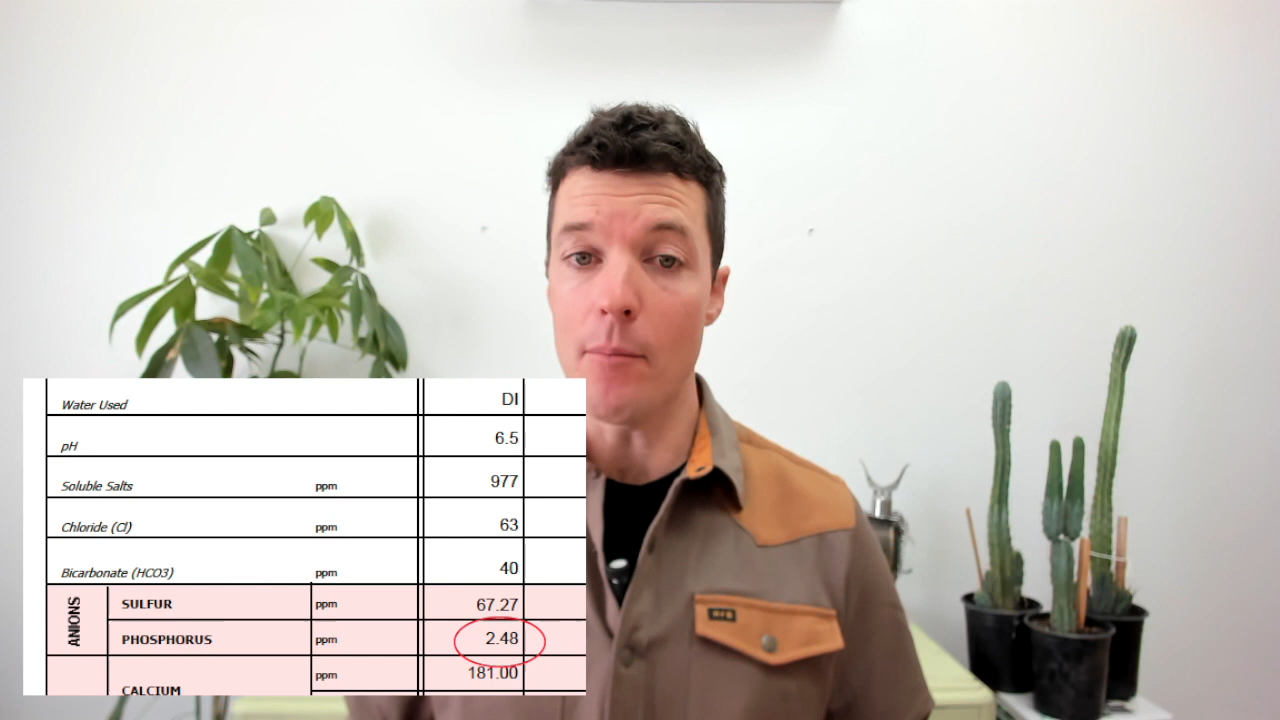 Water Used DI
pH 6.5
Soluble Salts ppm 977
Chloride (Cl) ppm 63
Bicarbonate (HCO3) ppm 40
ANIONS
SULFUR ppm 67.27
PHOSPHORUS ppm 2.48
ppm 181.00
CALCIUM